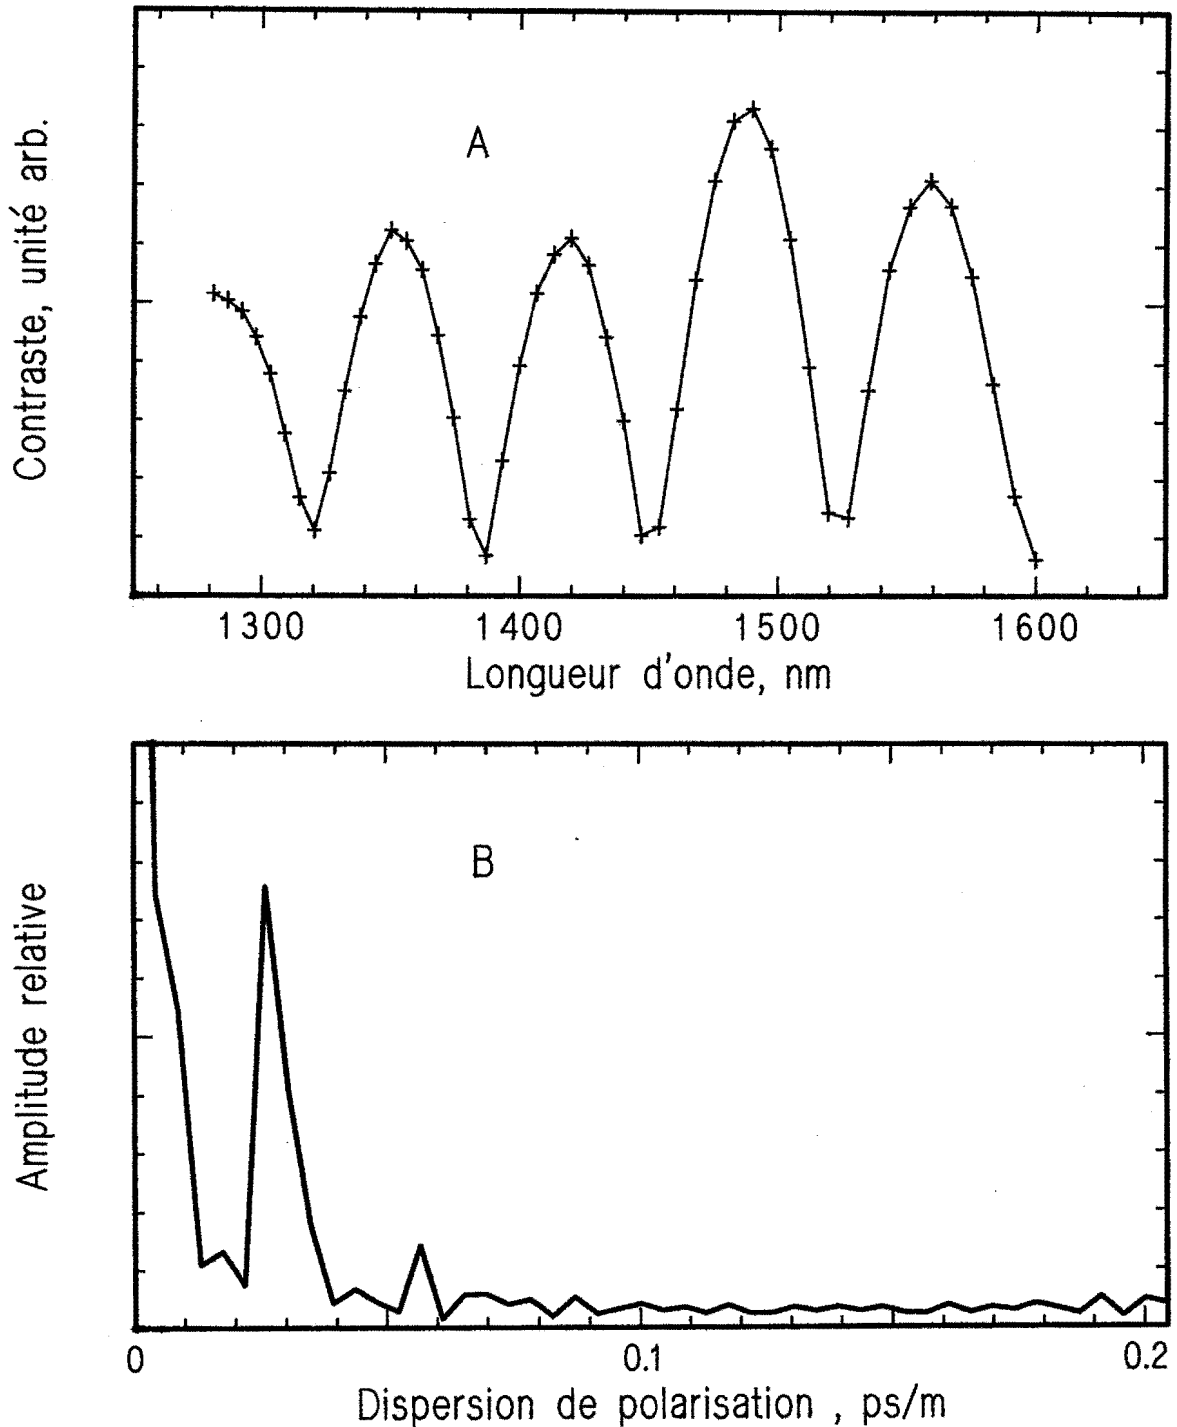 Contraste, unité arb.
A
1300 1400 1500 1600
Longueur d'onde, nm
Amplitude relative
B
0 0.1 0.2
Dispersion de polarisation , ps/m